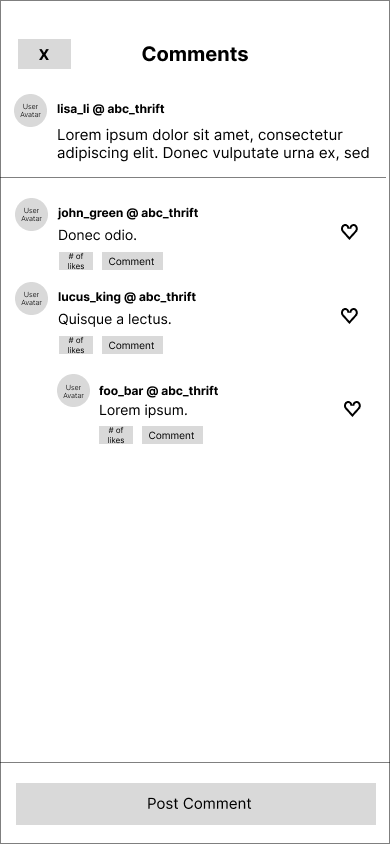 X
Comments
User
Avatar
lisa_li @ abc_thrift
Lorem ipsum dolor sit amet, consectetur
adipiscing elit. Donec vulputate urna ex, sed
User
Avatar
john_green @ abc_thrift
Donec odio.
# of
likes
Comment
User
Avatar
lucus_king @ abc_thrift
Quisque a lectus.
# of
likes
Comment
User
Avatar
foo_bar @ abc_thrift
Lorem ipsum.
# of
likes
Comment
Post Comment